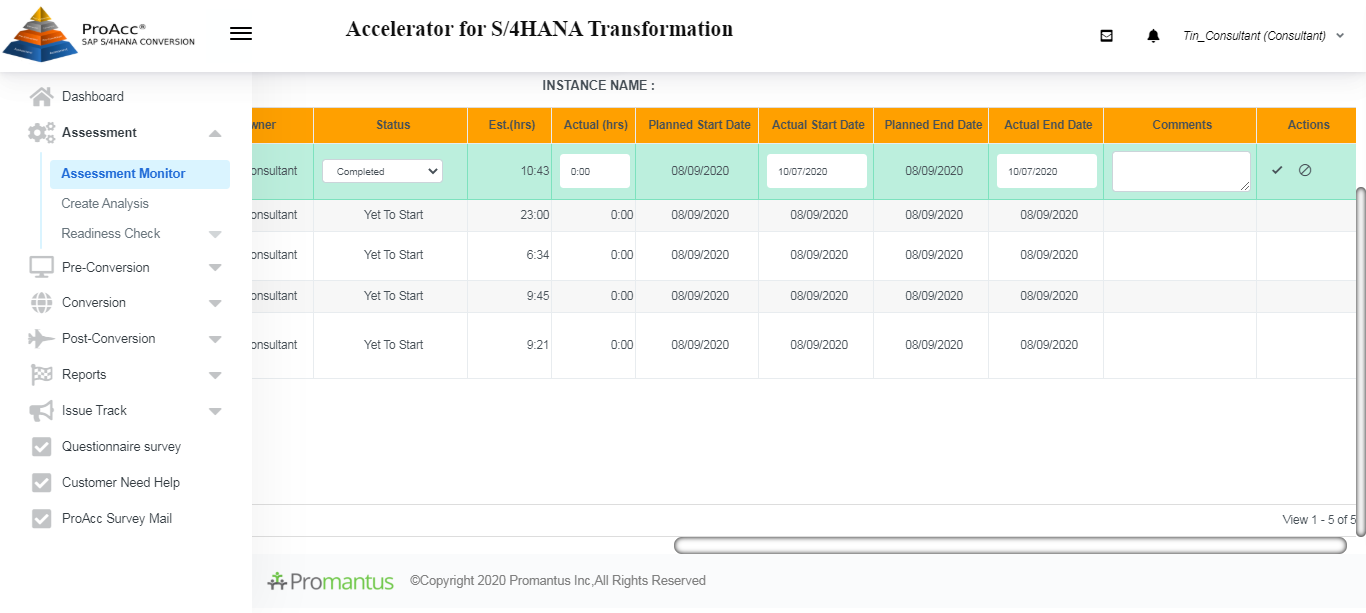 ProAcc®
SAP S/4HANA CONVERSION
Accelerator for S/4HANA Transformation
Tin_Consultant (Consultant)
Dashboard
Assessment
Assessment Monitor
Create Analysis
Readiness Check
Pre-Conversion
Conversion
Post-Conversion
Reports
Issue Track
Questionnaire survey
Customer Need Help
ProAcc Survey Mail
INSTANCE NAME :
wner Status Est.(hrs) Actual (hrs) Planned Start Date Actual Start Date Planned End Date Actual End Date Comments Actions
onsultant Completed 10:43 0:00 08/09/2020 10/07/2020 08/09/2020 10/07/2020
onsultant Yet To Start 23:00 0:00 08/09/2020 08/09/2020 08/09/2020 08/09/2020
onsultant Yet To Start 6:34 0:00 08/09/2020 08/09/2020 08/09/2020 08/09/2020
onsultant Yet To Start 9:45 0:00 08/09/2020 08/09/2020 08/09/2020 08/09/2020
onsultant Yet To Start 9:21 0:00 08/09/2020 08/09/2020 08/09/2020 08/09/2020
View 1 - 5 of 5
Promantus ©Copyright 2020 Promantus Inc,All Rights Reserved